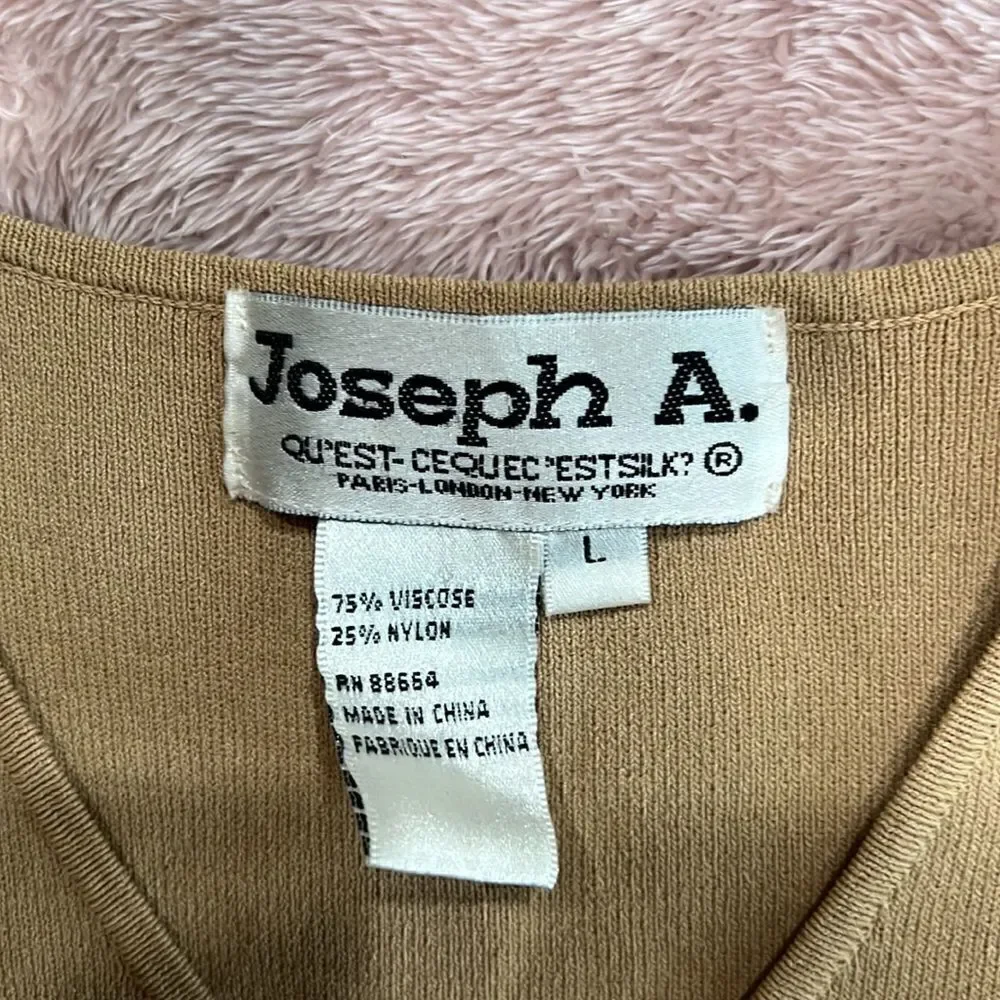 Joseph A.
QU'EST-CEQUEC'ESTSILK? ®
PARIS-LONDON-NEW YORK
L
75% VISCOSE
25% NYLON
RN 88664
MADE IN CHINA
FABRIQUE EN CHINA